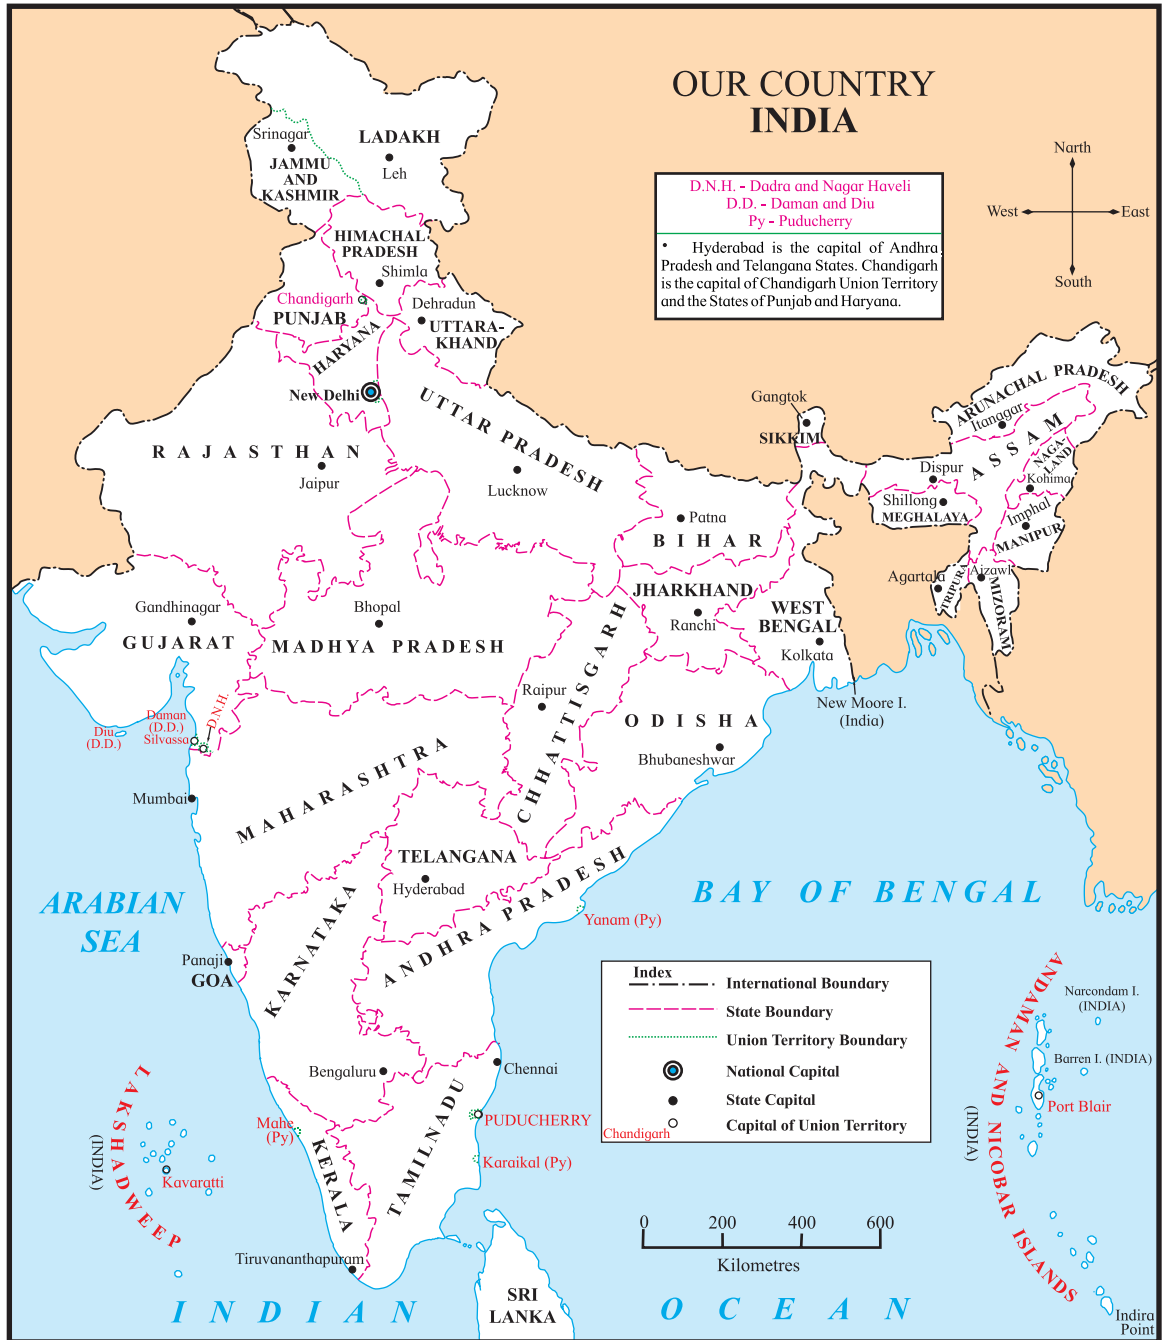 OUR COUNTRY
INDIA
Narth
West
East
South
D.N.H. - Dadra and Nagar Haveli
D.D. - Daman and Diu
Py - Puducherry
• Hyderabad is the capital of Andhra
Pradesh and Telangana States. Chandigarh
is the capital of Chandigarh Union Territory
and the States of Punjab and Haryana.
Srinagar
LADAKH
Leh
JAMMU
AND
KASHMIR
HIMACHAL
PRADESH
Shimla
Chandigarh
PUNJAB
Dehradun
UTTARA-
KHAND
HARYANA
New Delhi
UTTAR PRADESH
Lucknow
RAJASTHAN
Jaipur
Gangtok
SIKKIM
ARUNACHAL PRADESH
Itanagar
ASSAM
Dispur
NAGA-
LAND
Kohima
Shillong
MEGHALAYA
Imphal
MANIPUR
Agartala
TRIPURA
Aizawl
MIZORAM
Patna
BIHAR
JHARKHAND
Ranchi
WEST
BENGAL
Kolkata
New Moore I.
(India)
Gandhinagar
GUJARAT
Bhopal
MADHYA PRADESH
CHHATTISGARH
Raipur
ODISHA
Bhubaneshwar
Diu
(D.D.)
Daman
(D.D.)
Silvassa
D.N.H.
Mumbai
MAHARASHTRA
TELANGANA
Hyderabad
ANDHRA PRADESH
Yanam (Py)
KARNATAKA
Panaji
GOA
Bengaluru
Chennai
TAMILNADU
PUDUCHERRY
Karaikal (Py)
Mahe
(Py)
KERALA
Tiruvananthapuram
ARABIAN
SEA
BAY OF BENGAL
LAKSHADWEEP
(INDIA)
Kavaratti
Index
International Boundary
State Boundary
Union Territory Boundary
National Capital
State Capital
Chandigarh
Capital of Union Territory
ANDAMAN AND NICOBAR ISLANDS
(INDIA)
Narcondam I.
(INDIA)
Barren I. (INDIA)
Port Blair
Indira
Point
0 200 400 600
Kilometres
SRI
LANKA
INDIAN OCEAN